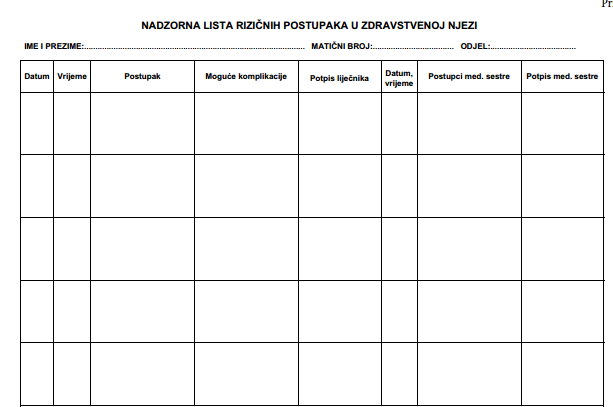 Pr
NADZORNA LISTA RIZIČNIH POSTUPAKA U ZDRAVSTVENOJ NJEZI
IME I PREZIME:................................................................................ MATIČNI BROJ:.............................. ODJEL:...............................
Datum Vrijeme Postupak Moguće komplikacije Potpis liječnika Datum, vrijeme Postupci med. sestre Potpis med. sestre